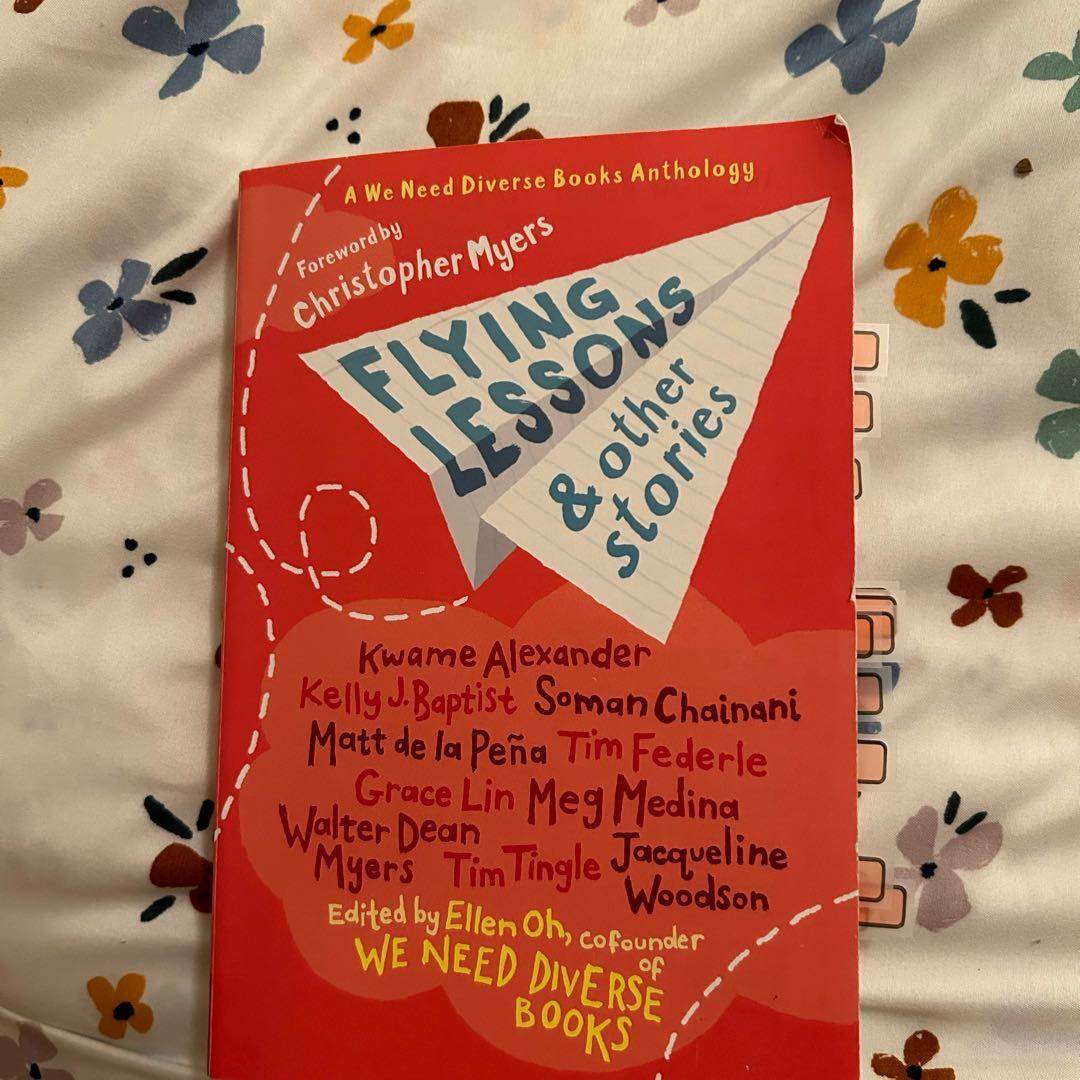 A We Need Diverse Books Anthology
Foreword by
Christopher Myers
FLYING
LESSONS
& other
stories
Kwame Alexander
Kelly J. Baptist Soman Chainani
Matt de la Peña Tim Federle
Grace Lin Meg Medina
Walter Dean
Myers Tim Tingle Jacqueline
Woodson
Edited by Ellen Oh, cofounder
of
WE NEED DIVERSE
BOOKS